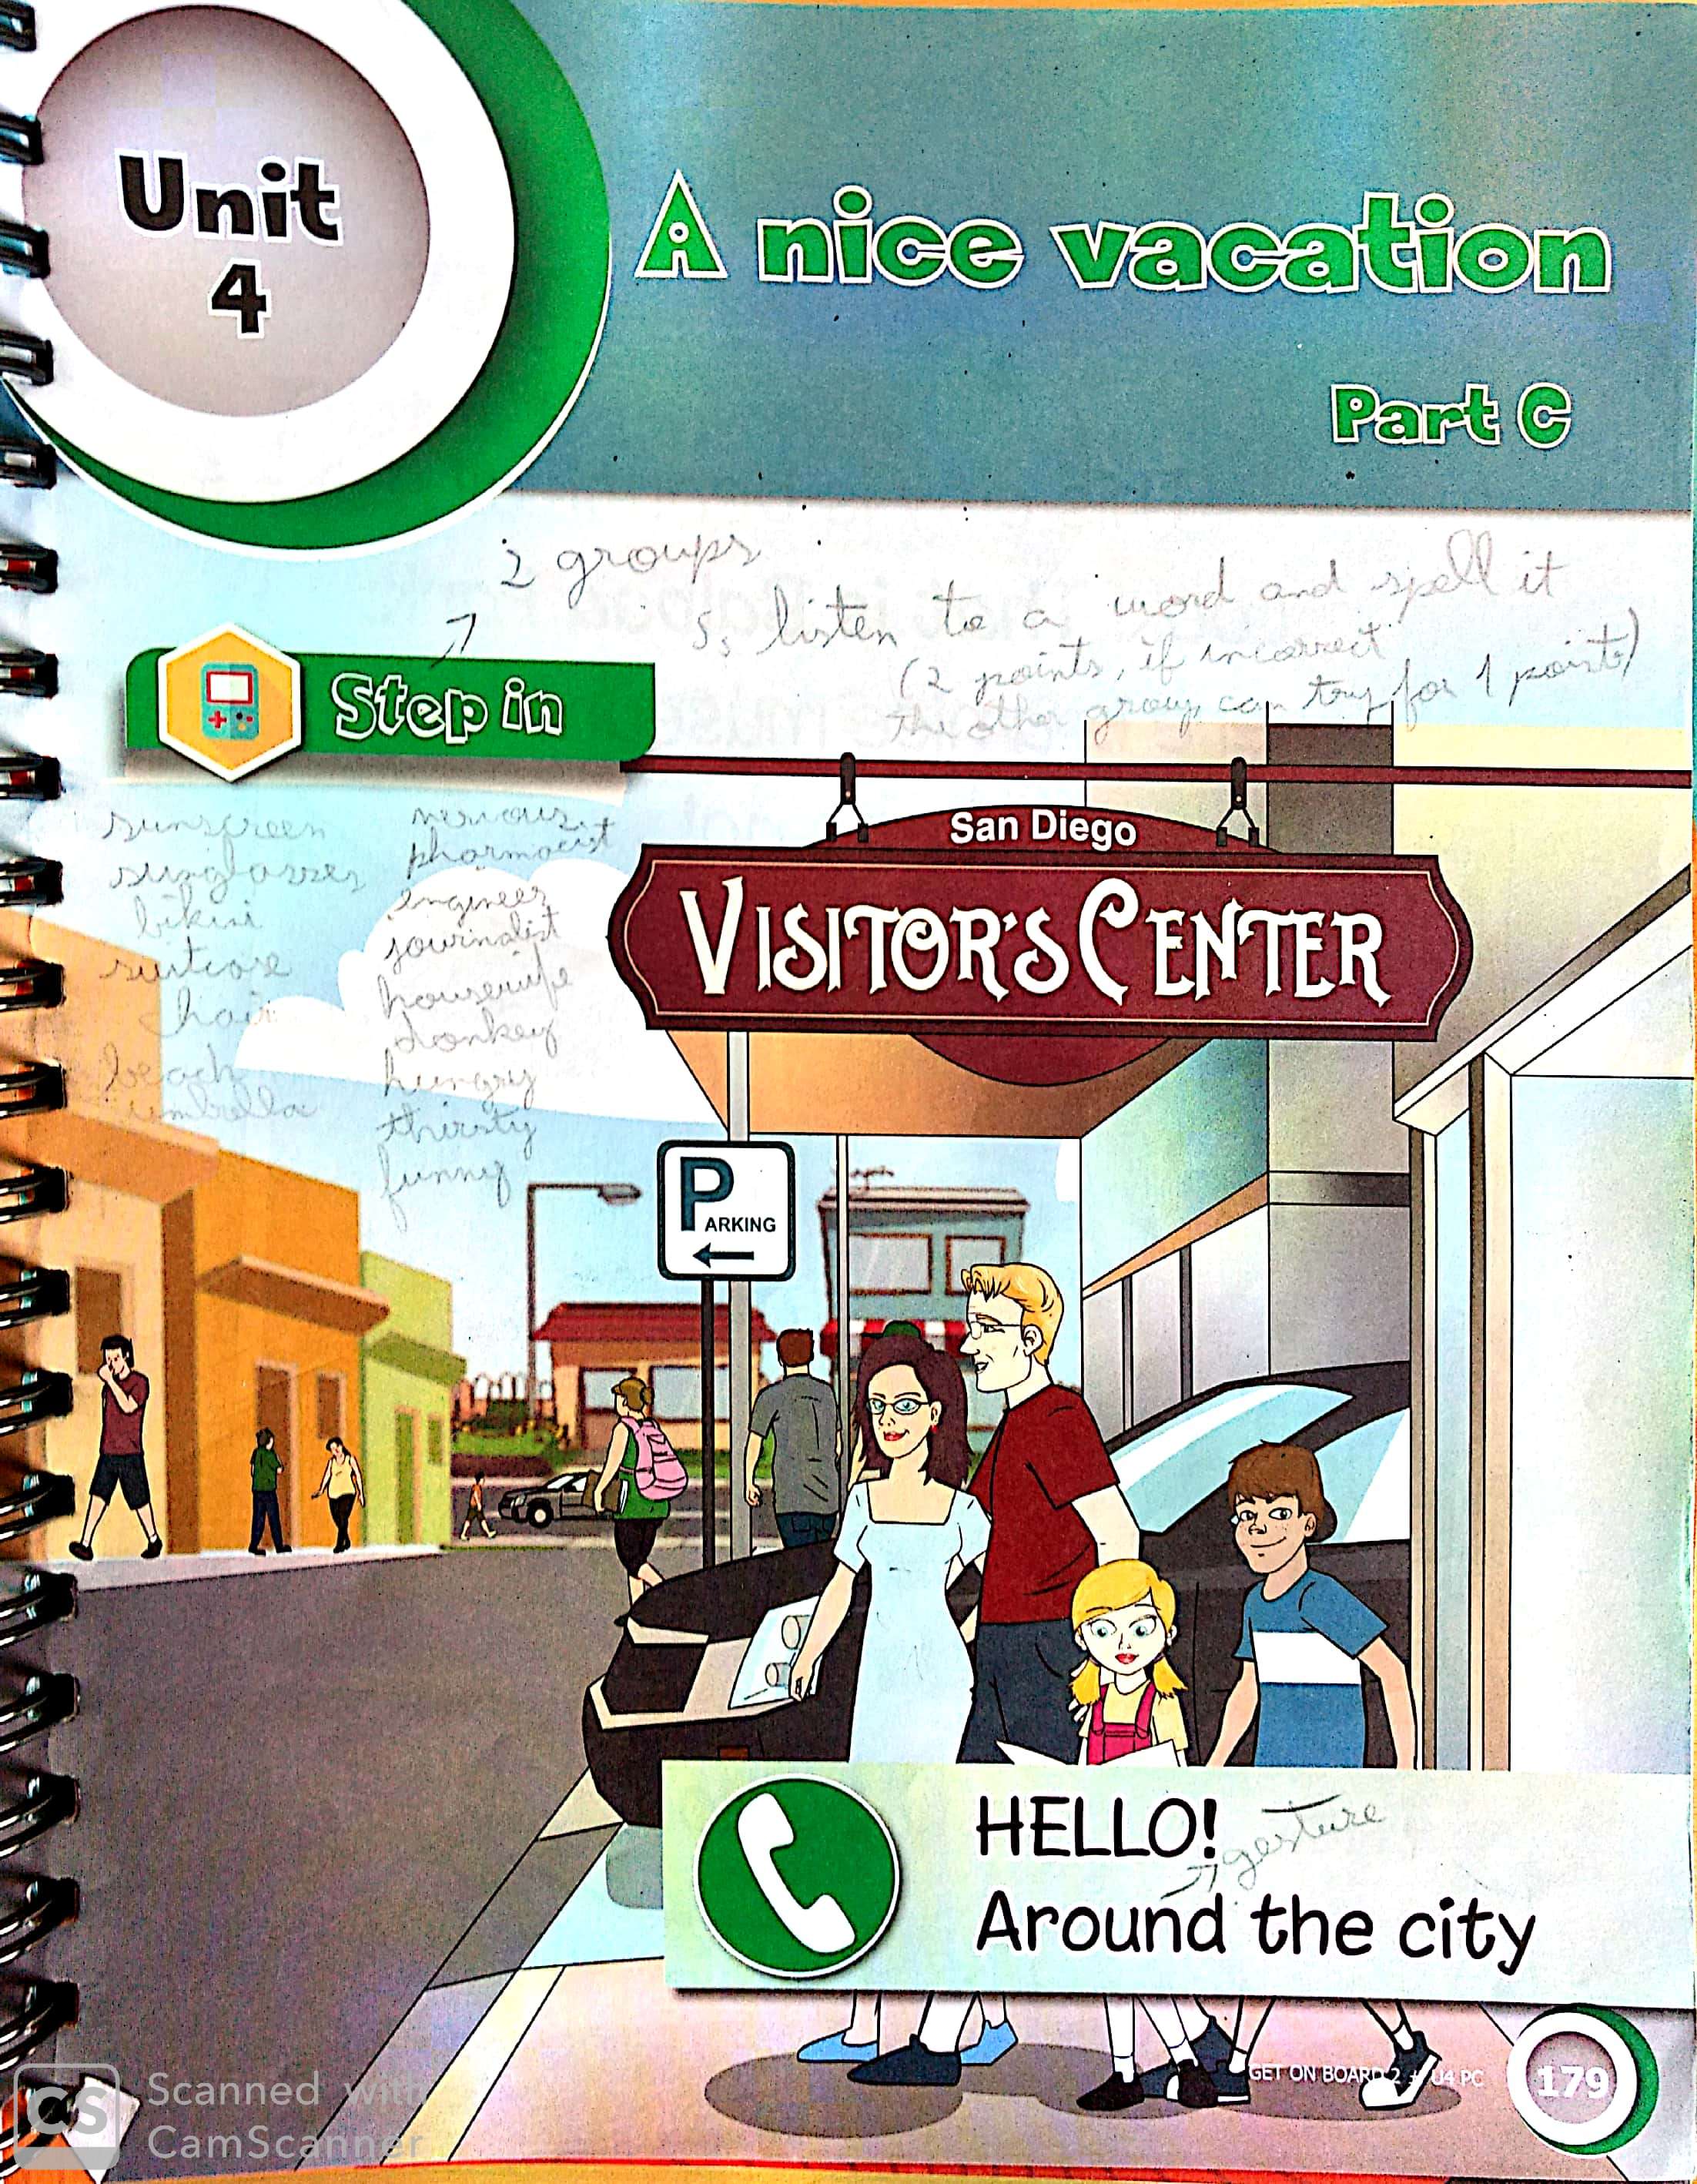 Unit
4
A nice vacation
Part C
2 groups
Ss listen to a word and spell it
(2 points, if incorrect
the other group can try for 1 point)
Step in
sunscreen
sunglasses
bikini
suitcase
hair
beach
umbrella
nervous
pharmacist
engineer
journalist
housewife
donkey
hungry
thirsty
funny
San Diego
VISITOR'S CENTER
PARKING
HELLO!
gesture
Around the city
GET ON BOARD 2 U4 PC
179
CS
Scanned with
CamScanner